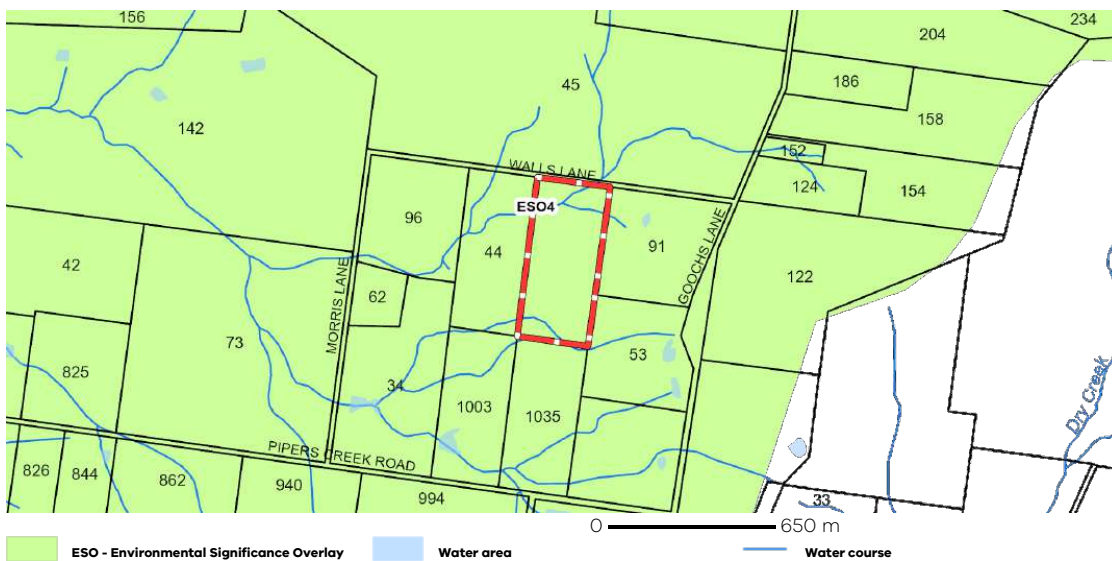 156
234
204
45
186
142
158
WALLS LANE
152
124
154
ESO4
96
44
91
GOOCHS LANE
42
122
62
MORRIS LANE
73
53
825
34
1003
1035
Dry Creek
PIPERS CREEK ROAD
826
844
862
940
994
33
0 650 m
ESO - Environmental Significance Overlay
Water area
Water course